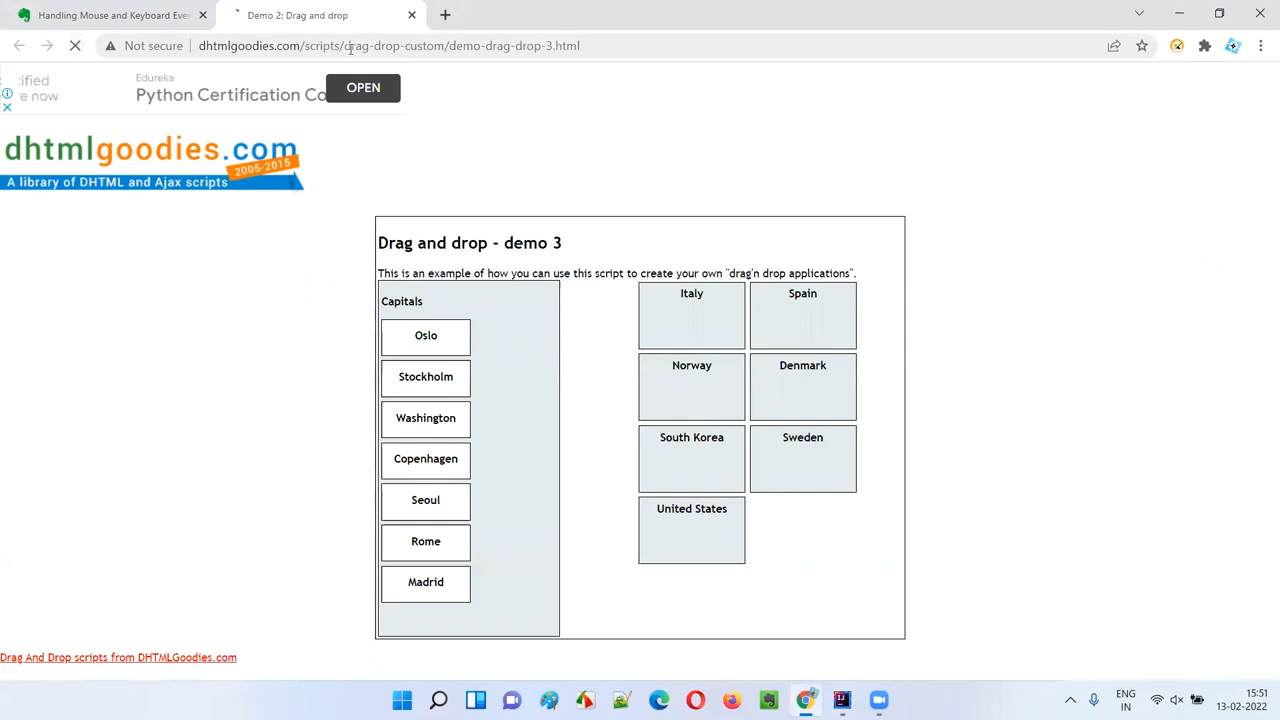 Handling Mouse and Keyboard Eve
Demo 2: Drag and drop
Not secure
dhtmlgoodies.com/scripts/drag-drop-custom/demo-drag-drop-3.html
tified
re now
Edureka
Python Certification Co
OPEN
dhtmlgoodies.com
2005-2015
A library of DHTML and Ajax scripts
Drag and drop - demo 3
This is an example of how you can use this script to create your own "drag'n drop applications".
Capitals
Oslo
Stockholm
Washington
Copenhagen
Seoul
Rome
Madrid
Italy
Spain
Norway
Denmark
South Korea
Sweden
United States
Drag And Drop scripts from DHTMLGoodies.com
ENG
IN
15:51
13-02-2022